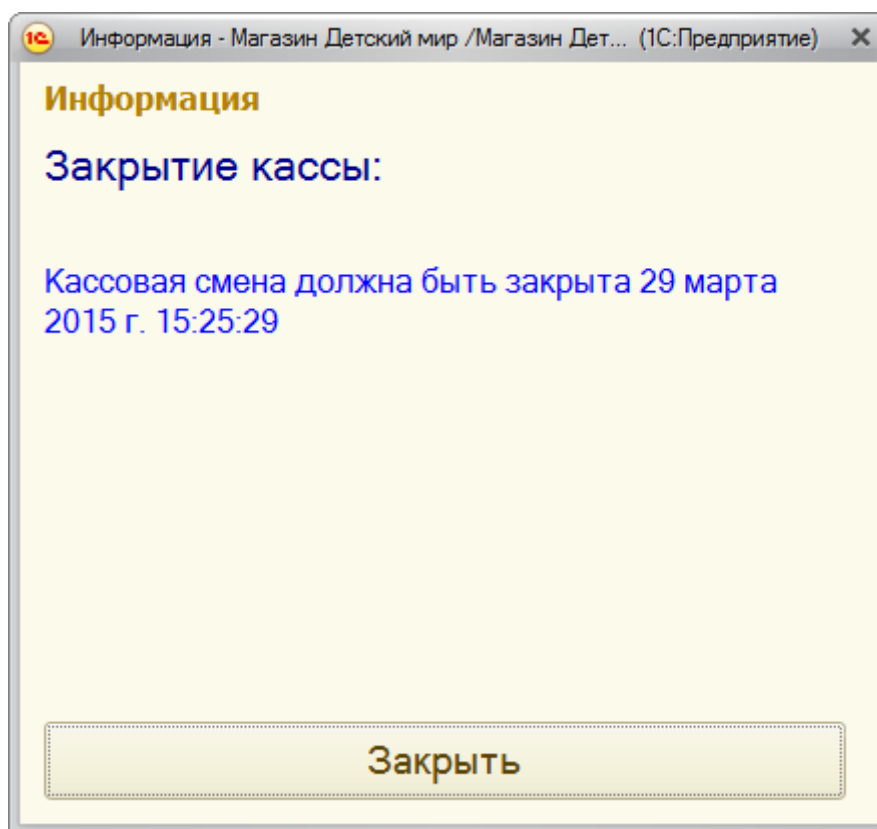 1С Информация - Магазин Детский мир /Магазин Дет... (1С:Предприятие)
Информация
Закрытие кассы:
Кассовая смена должна быть закрыта 29 марта
2015 г. 15:25:29
Закрыть